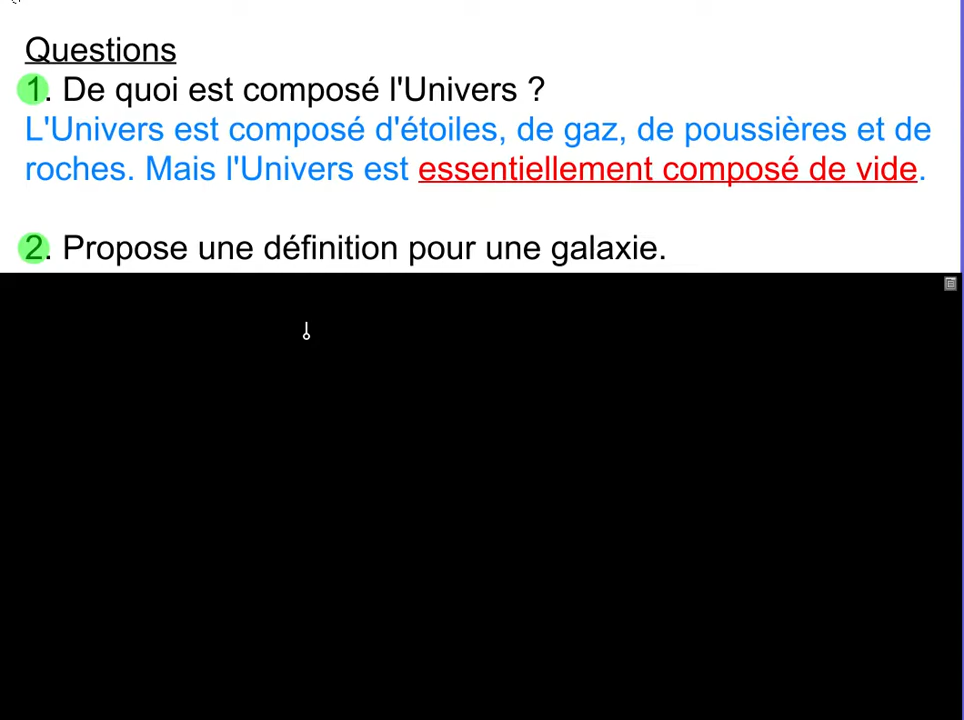 Questions
1. De quoi est composé l'Univers ?
L'Univers est composé d'étoiles, de gaz, de poussières et de
roches. Mais l'Univers est essentiellement composé de vide.
2. Propose une définition pour une galaxie.